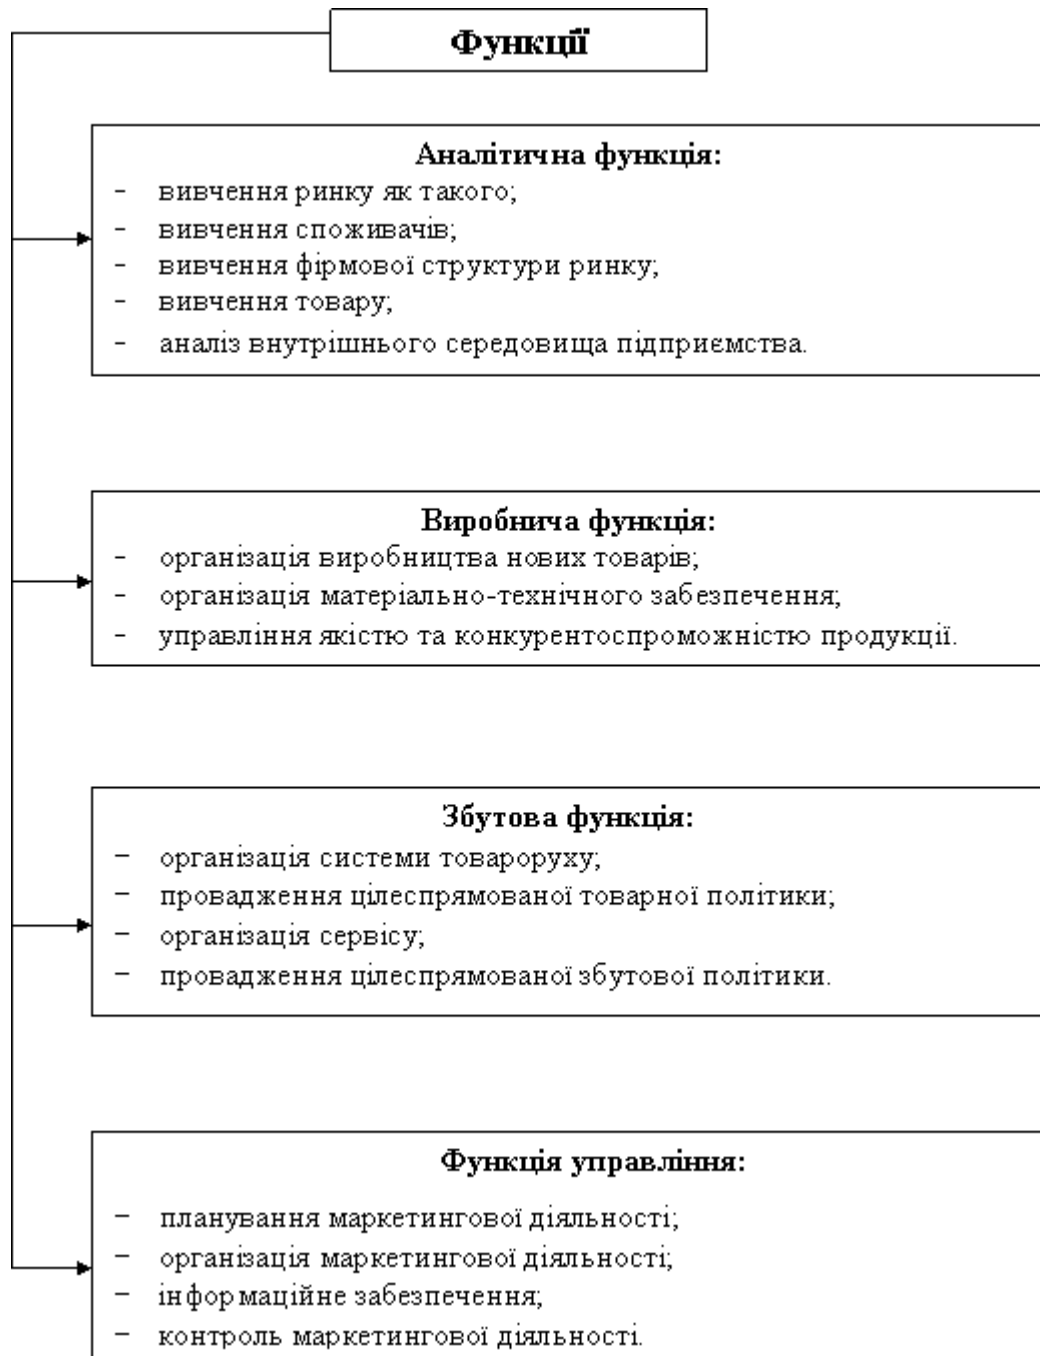 Функції
Аналітична функція:
- вивчення ринку як такого;
- вивчення споживачів;
- вивчення фірмової структури ринку;
- вивчення товару;
- аналіз внутрішнього середовища підприємства.
Виробнича функція:
- організація виробництва нових товарів;
- організація матеріально-технічного забезпечення;
- управління якістю та конкурентоспроможністю продукції.
Збутова функція:
- організація системи товароруху;
- провадження цілеспрямованої товарної політики;
- організація сервісу;
- провадження цілеспрямованої збутової політики.
Функція управління:
- планування маркетингової діяльності;
- організація маркетингової діяльності;
- інформаційне забезпечення;
- контроль маркетингової діяльності.